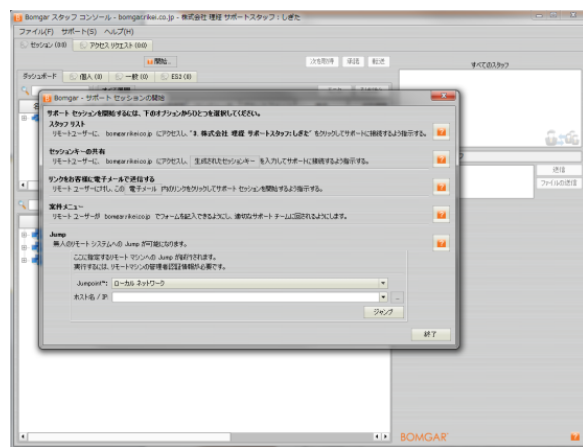 Bomgar スタッフ コンソール - bomgar.rikei.co.jp - 株式会社 理経 サポートスタッフ：しぎた
ファイル(F) サポート(S) ヘルプ(H)
セッション (0:0) アクセス リクエスト (0:0)
開始..
次を取得 承認 転送
すべてのスタッフ
ダッシュボード 個人 (0) 一般 (0) ES2 (0)
Bomgar - サポート セッションの開始
サポート セッションを開始するには、下のオプションからひとつを選択してください。
スタッフ リスト
リモートユーザーに、bomgar.rikei.co.jp にアクセスし、"3. 株式会社 理経 サポートスタッフ：しぎた" をクリックしてサポートに接続するよう指示する。
セッションキーの共有
リモートユーザーに、bomgar.rikei.co.jp にアクセスし、生成されたセッションキー を入力してサポートに接続するよう指示する。
リンクをお客様に電子メールで送信する
リモート ユーザーに対し、この 電子メール 内のリンクをクリックしてサポート セッションを開始するよう指示する。
案件メニュー
リモート ユーザーが bomgar.rikei.co.jp でフォームを記入できるようにし、適切なサポート チームに回されるようにします。
Jump
無人のリモート システムへの Jump が可能になります。
ここに指定するリモート マシンへの Jump が試行されます。
実行するには、リモート マシンの管理者認証情報が必要です。
Jumpoint™: ローカル ネットワーク
ホスト名 / IP:
ジャンプ
終了
送信
ファイルの送信
BOMGAR